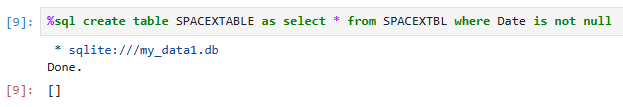 [9]: %sql create table SPACEXTABLE as select * from SPACEXTBL where Date is not null
* sqlite:///my_data1.db
Done.
[9]: []